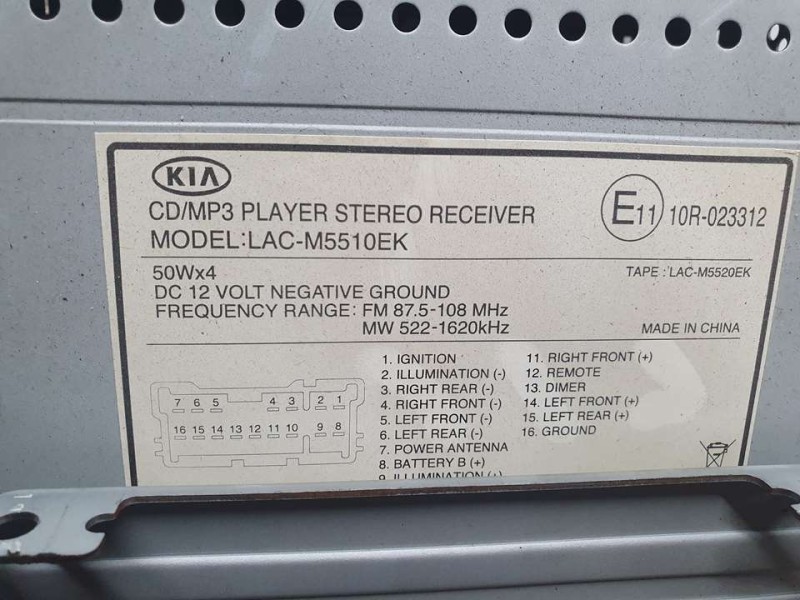 KIA
CD/MP3 PLAYER STEREO RECEIVER
MODEL:LAC-M5510EK
E11 10R-023312
50Wx4
TAPE : LAC-M5520EK
DC 12 VOLT NEGATIVE GROUND
FREQUENCY RANGE: FM 87.5-108 MHz
MW 522-1620kHz
MADE IN CHINA
7 6 5 4 3 2 1
16 15 14 13 12 11 10 9 8
1. IGNITION
2. ILLUMINATION (-)
3. RIGHT REAR (-)
4. RIGHT FRONT (-)
5. LEFT FRONT (-)
6. LEFT REAR (-)
7. POWER ANTENNA
8. BATTERY B (+)
9. ILLUMINATION (+)
11. RIGHT FRONT (+)
12. REMOTE
13. DIMER
14. LEFT FRONT (+)
15. LEFT REAR (+)
16. GROUND